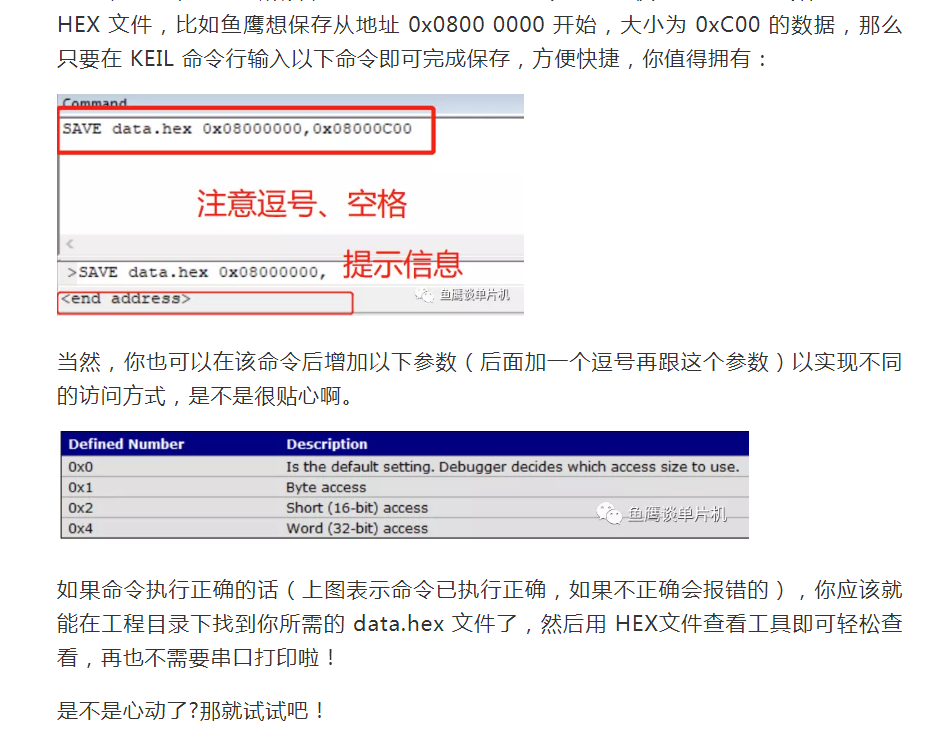 HEX 文件，比如鱼鹰想保存从地址 0x0800 0000 开始，大小为 0xC00 的数据，那么
只要在 KEIL 命令行输入以下命令即可完成保存，方便快捷，你值得拥有：
Command
SAVE data.hex 0x08000000,0x08000C00
注意逗号、空格
提示信息
>SAVE data.hex 0x08000000,
<end address>
鱼鹰谈单片机
当然，你也可以在该命令后增加以下参数（后面加一个逗号再跟这个参数）以实现不同
的访问方式，是不是很贴心啊。
Defined Number Description
0x0 Is the default setting. Debugger decides which access size to use.
0x1 Byte access
0x2 Short (16-bit) access
鱼鹰谈单片机
0x4 Word (32-bit) access
如果命令执行正确的话（上图表示命令已执行正确，如果不正确会报错的），你应该就
能在工程目录下找到你所需的 data.hex 文件了，然后用 HEX文件查看工具即可轻松查
看，再也不需要串口打印啦！
是不是心动了?那就试试吧！